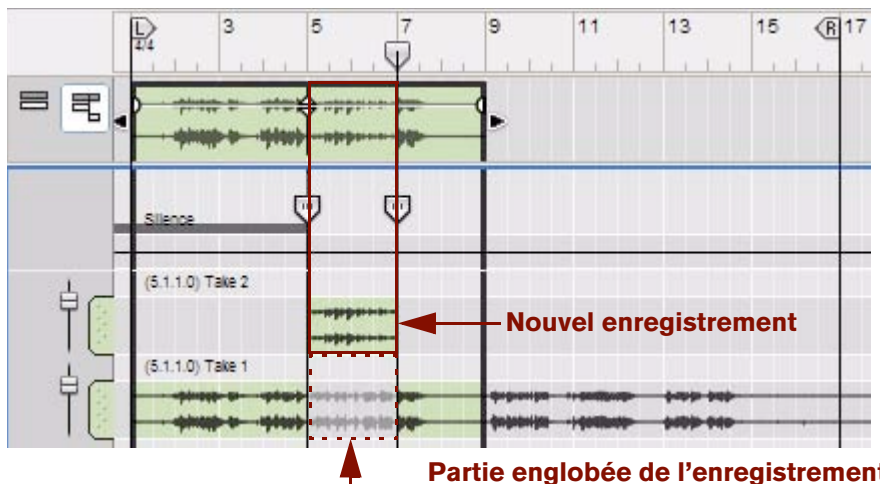 L 3 5 7 9 11 13 15 R 17
4/4
Silence
(5.1.1.0) Take 2
Nouvel enregistrement
(5.1.1.0) Take 1
Partie englobée de l’enregistrement